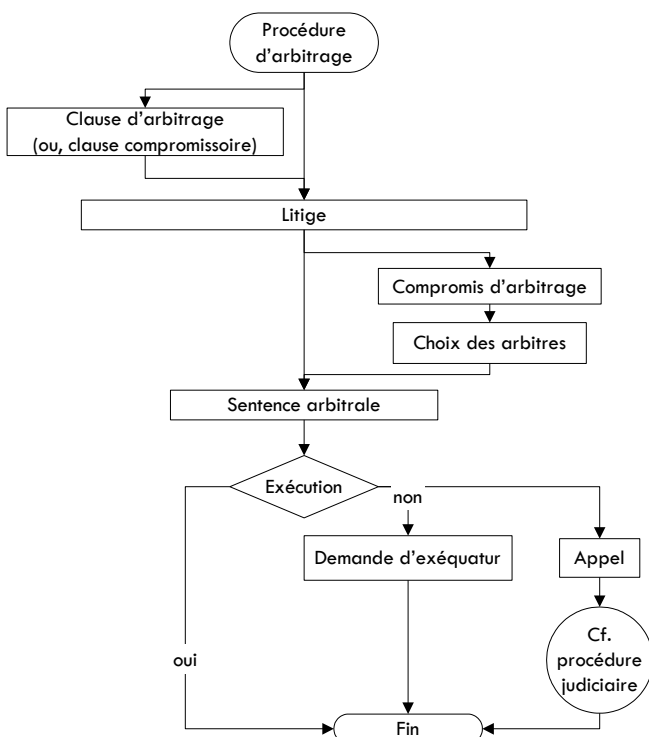 Procédure
d'arbitrage
Clause d'arbitrage
(ou, clause compromissoire)
Litige
Compromis d'arbitrage
Choix des arbitres
Sentence arbitrale
Exécution
non
Demande d'exéquatur
Appel
Cf.
procédure
judiciaire
oui
Fin